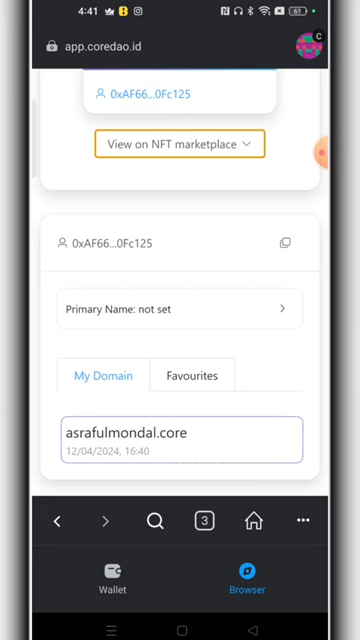 4:41
61
app.coredao.id
C
0xAF66...0Fc125
View on NFT marketplace
0xAF66...0Fc125
Primary Name: not set
My Domain
Favourites
asrafulmondal.core
12/04/2024, 16:40
3
Wallet
Browser